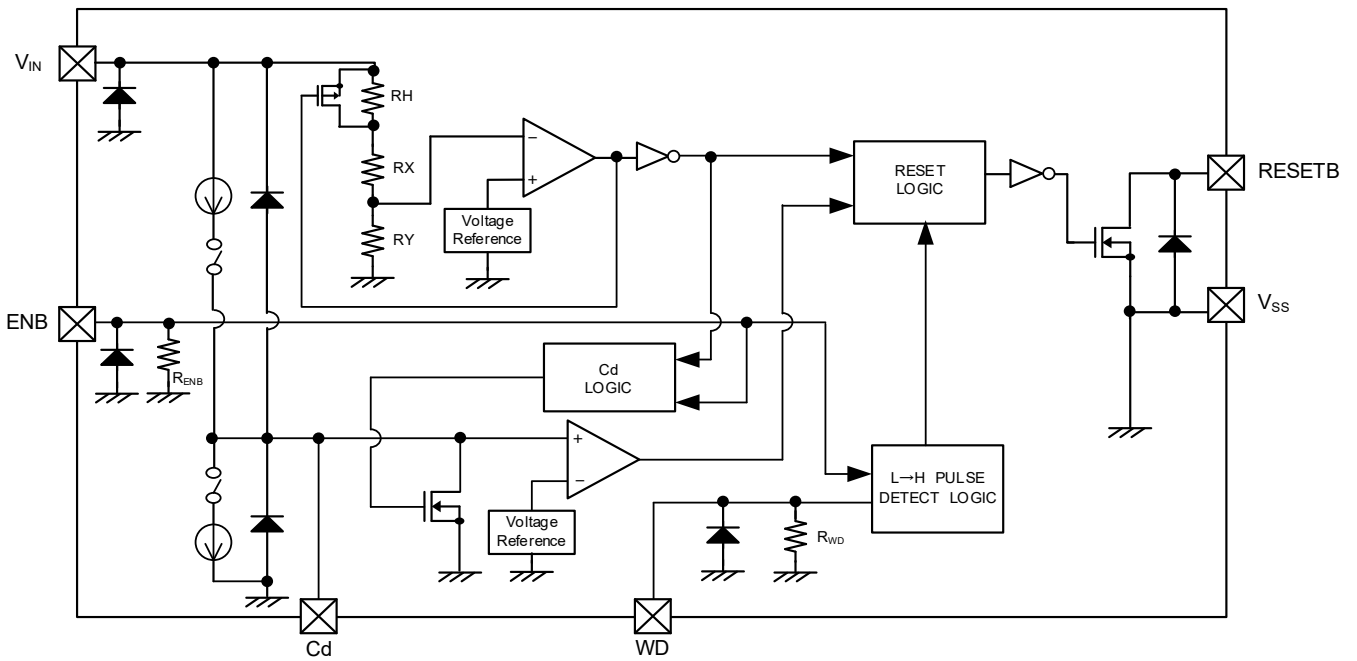 VIN
RH
RX
RY
−
+
Voltage
Reference
RESET
LOGIC
RESETB
VSS
ENB
RENB
Cd
LOGIC
+
−
Voltage
Reference
L→H PULSE
DETECT LOGIC
RWD
Cd
WD